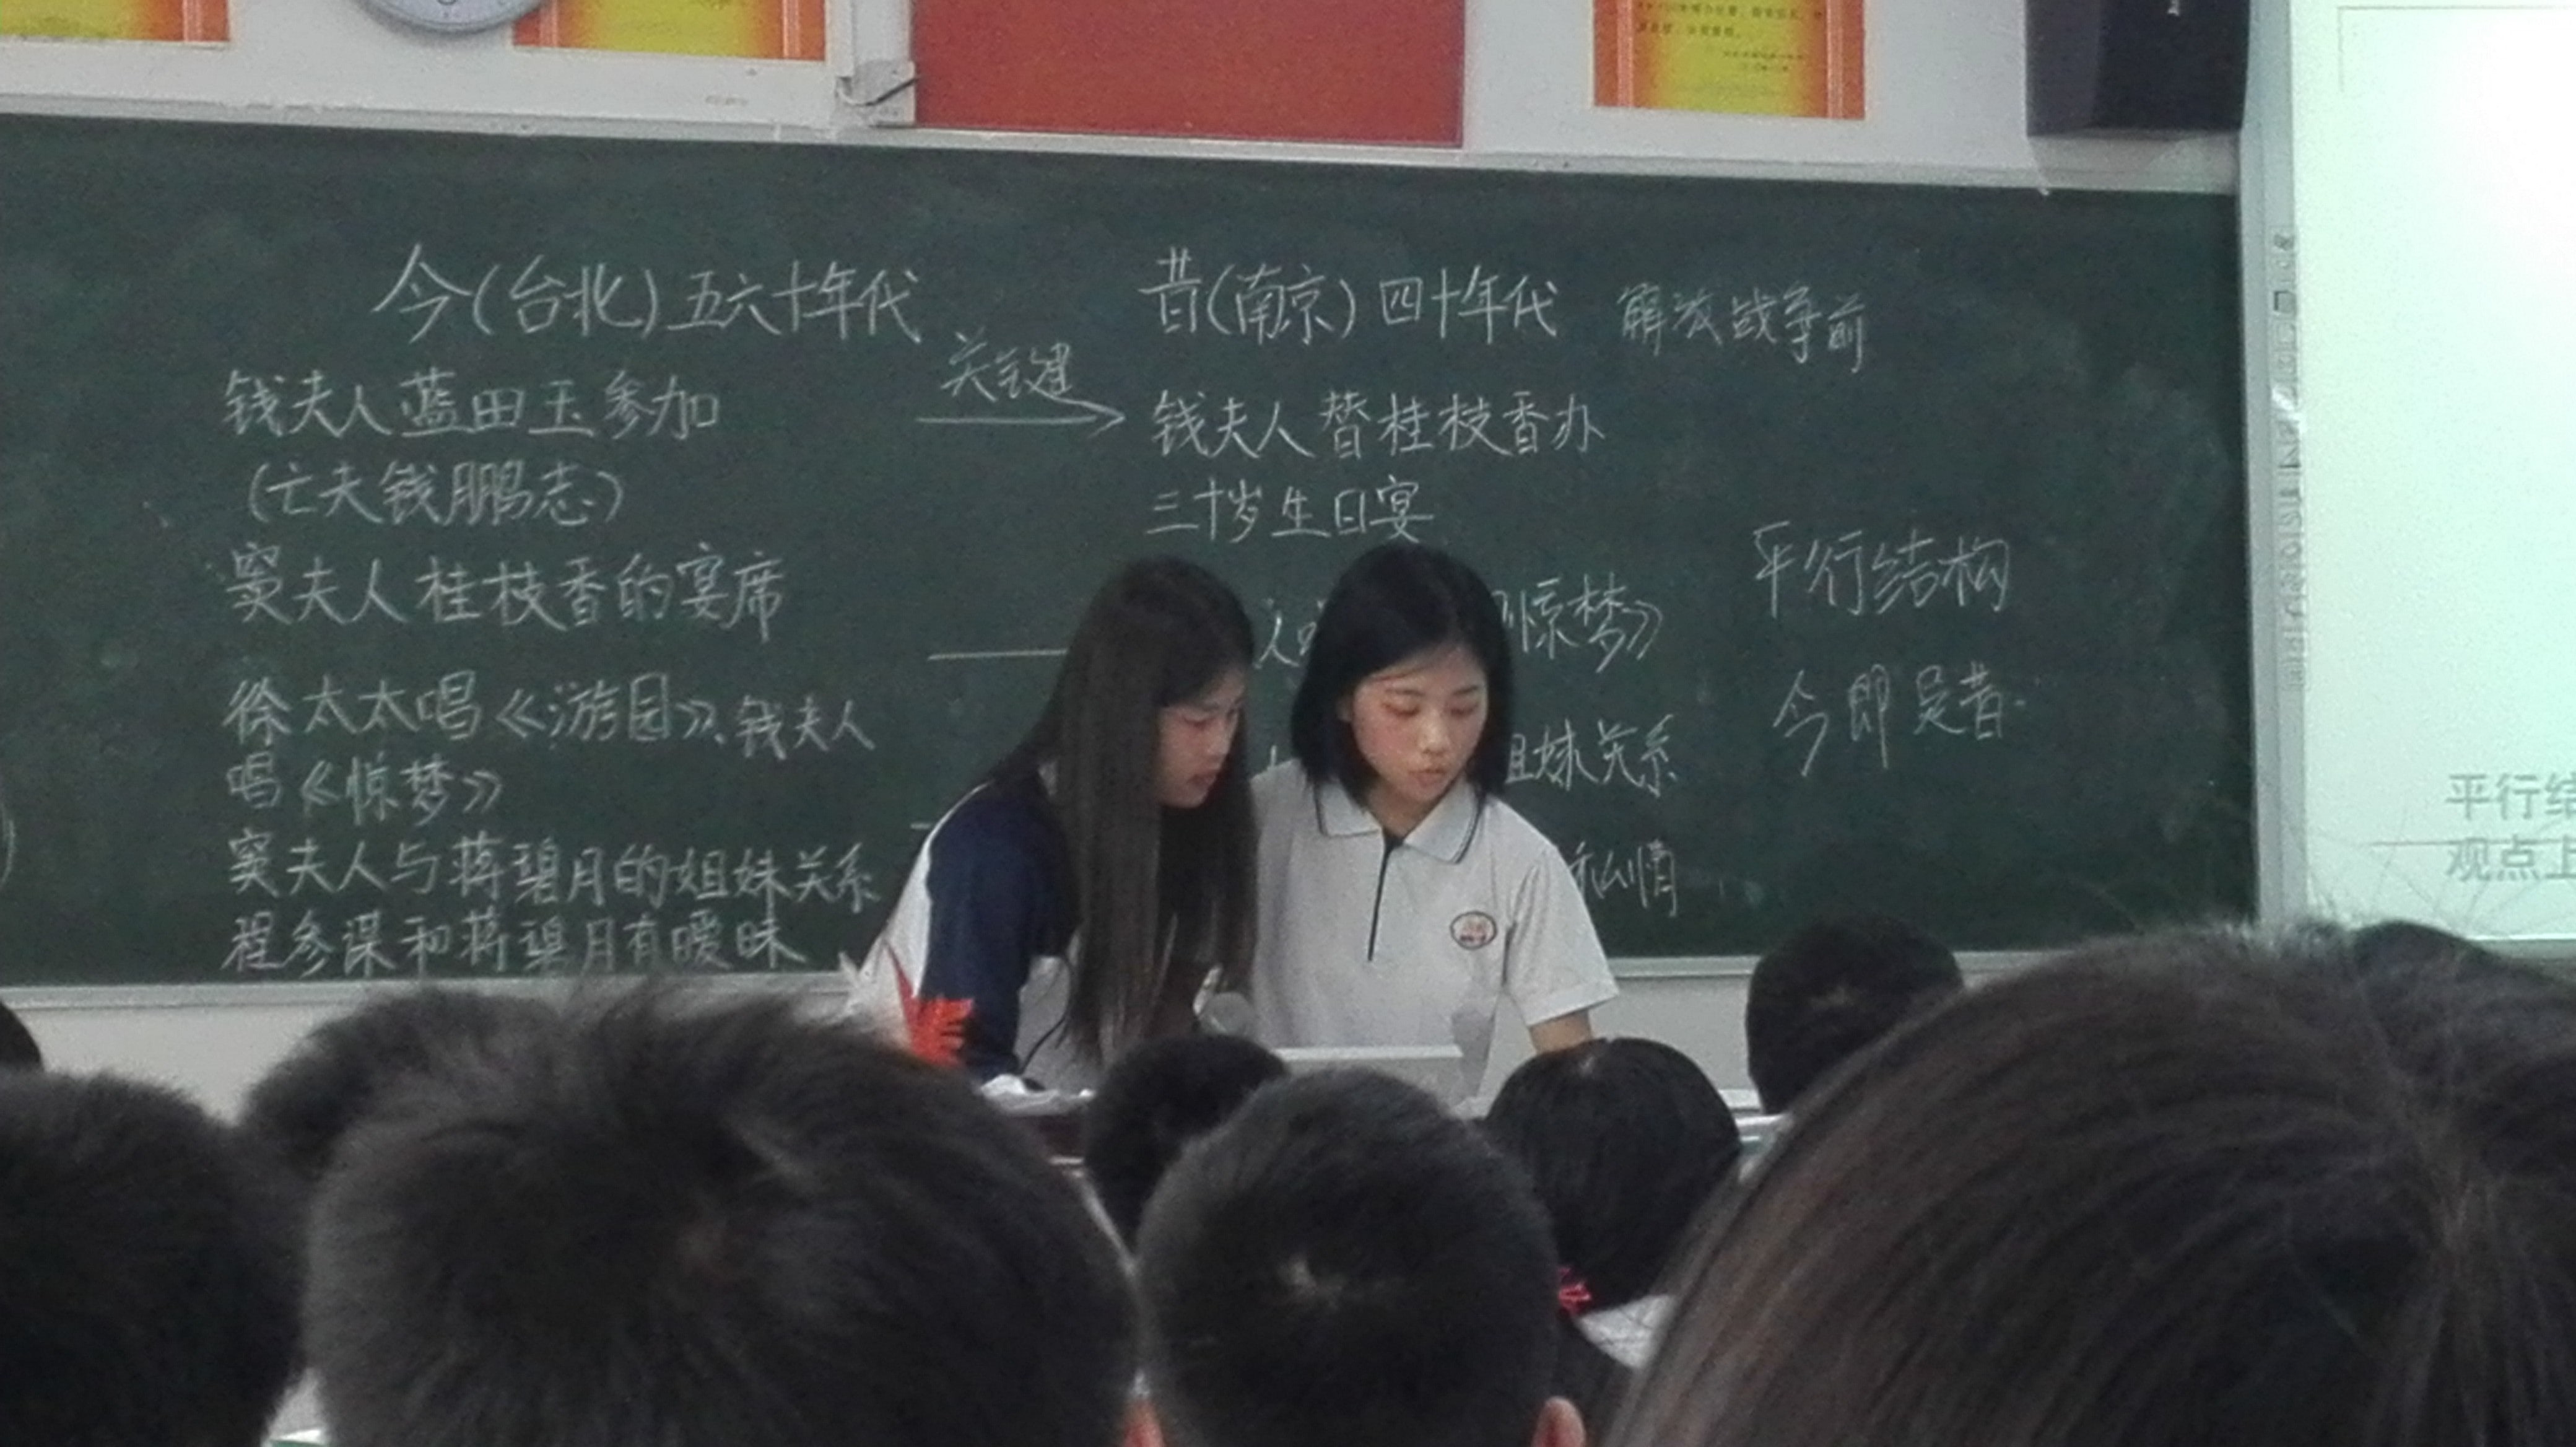 今(台北)五六十年代
钱夫人蓝田玉参加
(亡夫钱鹏志)
窦夫人桂枝香的宴席
徐太太唱《游园》、钱夫人
唱《惊梦》
窦夫人与蒋碧月的姐妹关系
程参谋和蒋碧月有暧昧
关键
昔(南京)四十年代 解放战争前
钱夫人替桂枝香办
三十岁生日宴
惊梦》
姐妹关系
私情
平行结构
今即是昔
平行结
观点上